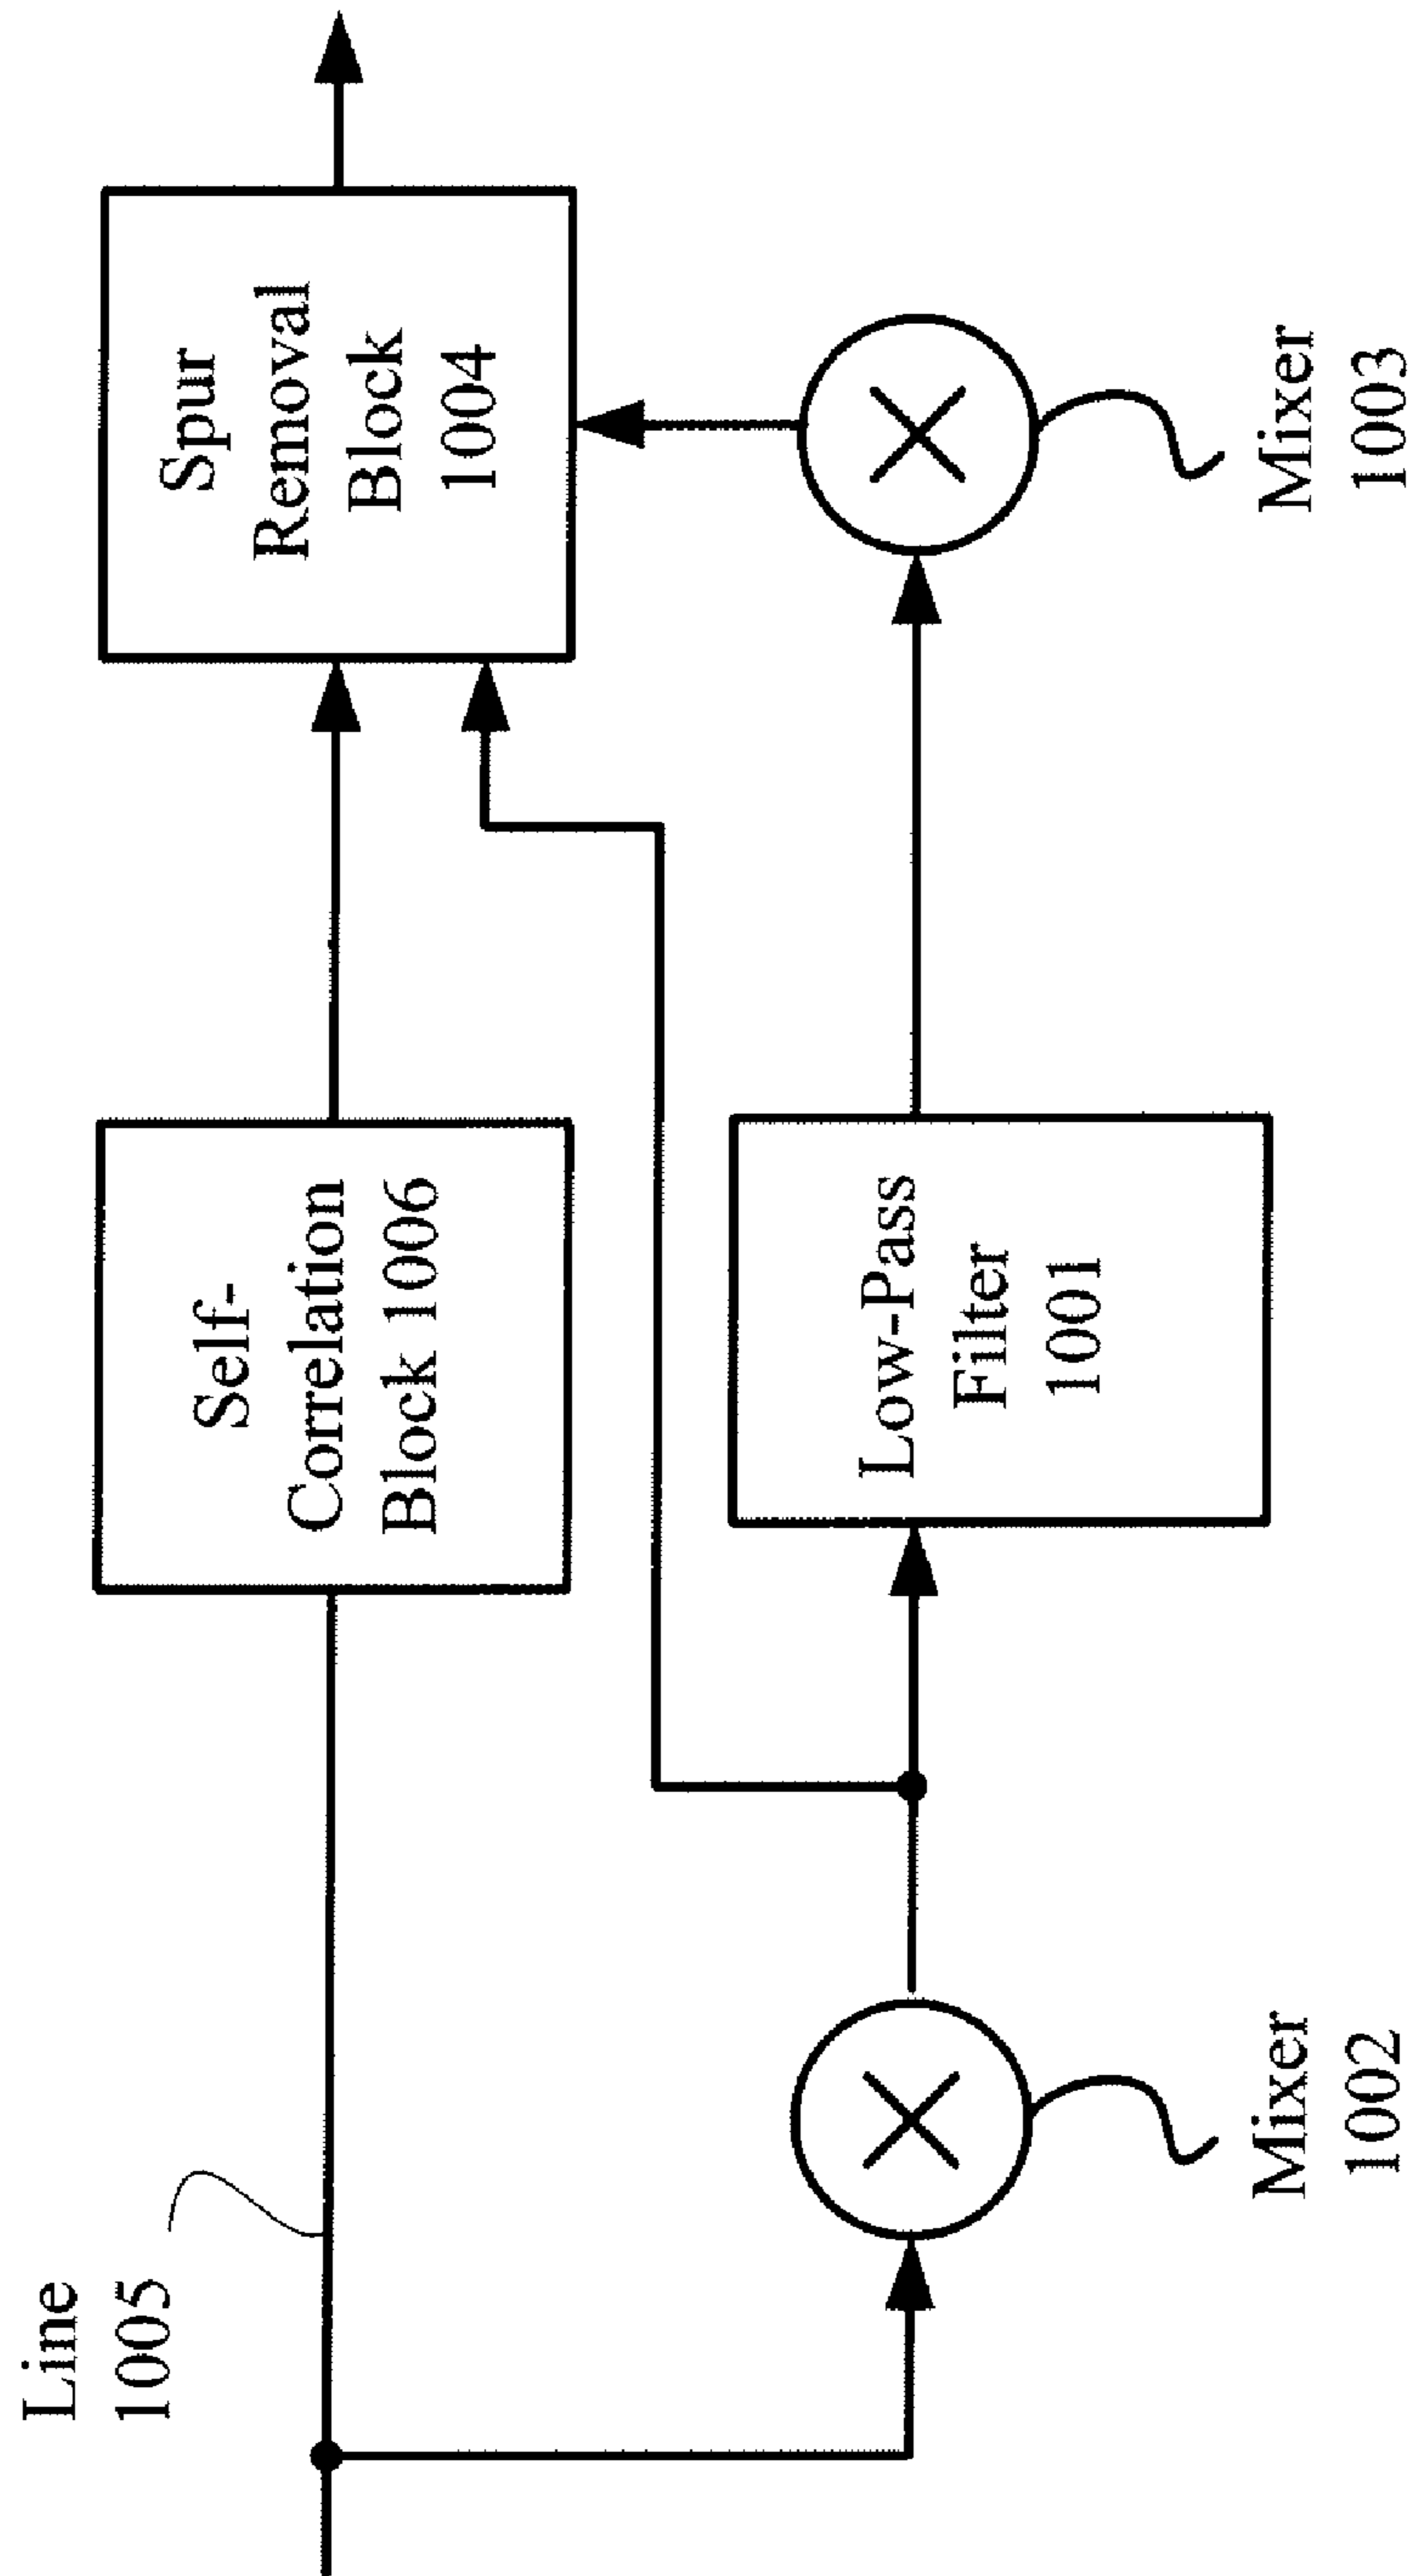 Line
1005
Self-
Correlation
Block 1006
Spur
Removal
Block
1004
Mixer
1002
Low-Pass
Filter
1001
Mixer
1003